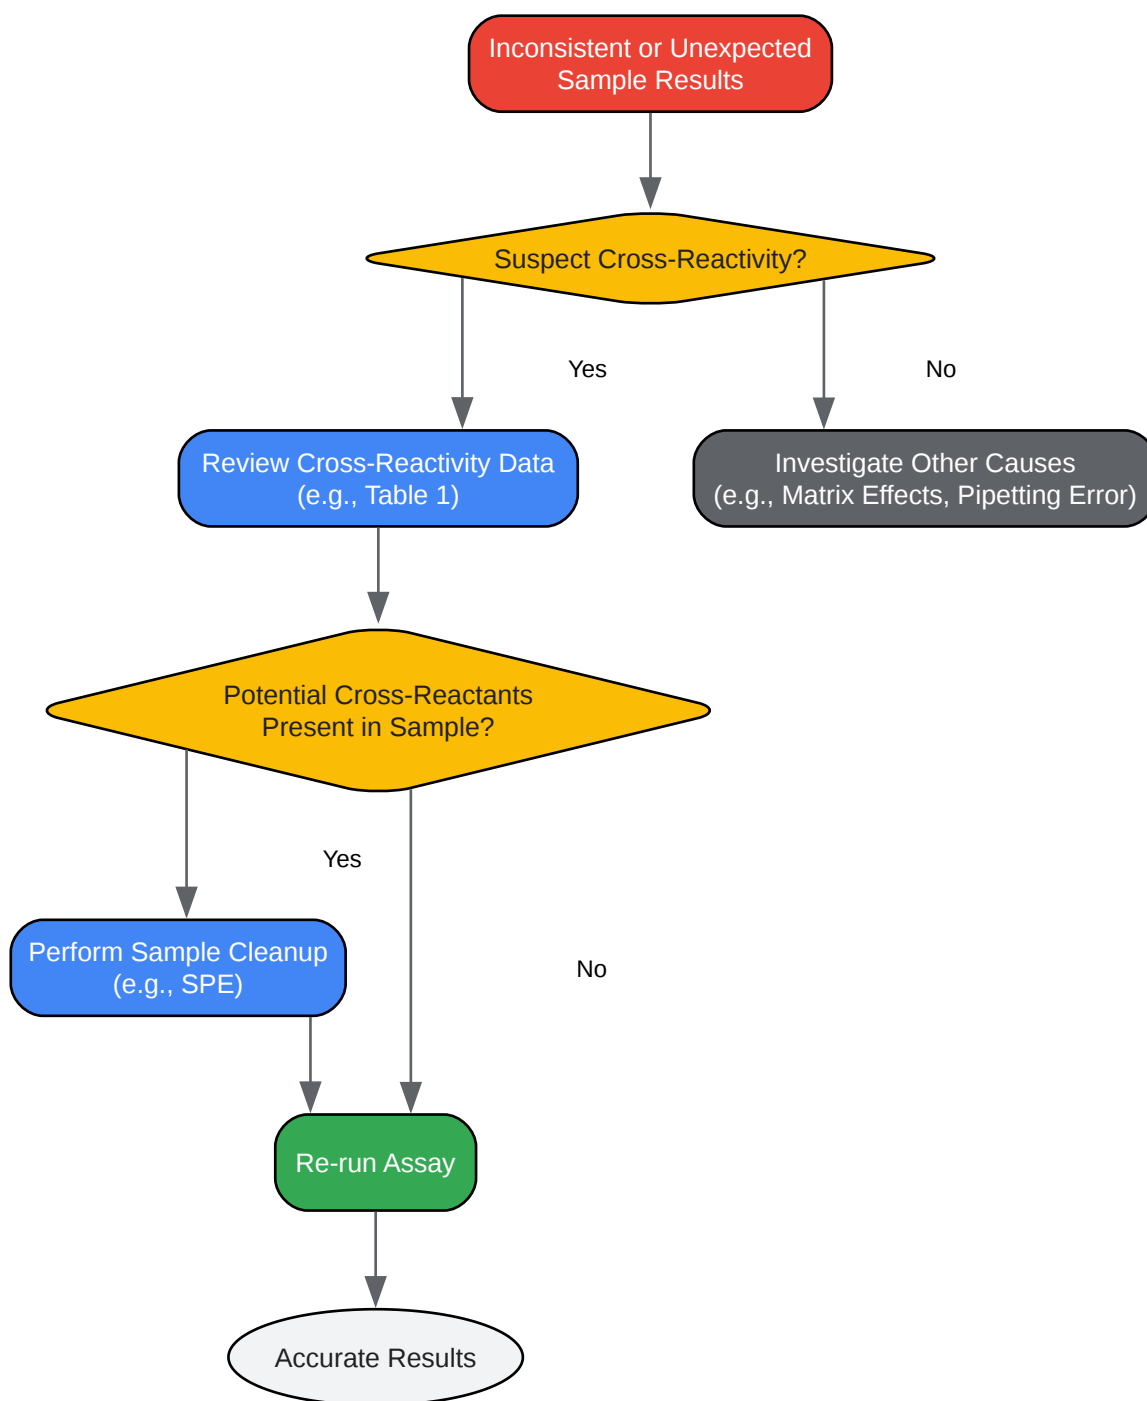 Inconsistent or Unexpected
Sample Results
Suspect Cross-Reactivity?
Yes
No
Review Cross-Reactivity Data
(e.g., Table 1)
Investigate Other Causes
(e.g., Matrix Effects, Pipetting Error)
Potential Cross-Reactants
Present in Sample?
Yes
Perform Sample Cleanup
(e.g., SPE)
No
Re-run Assay
Accurate Results